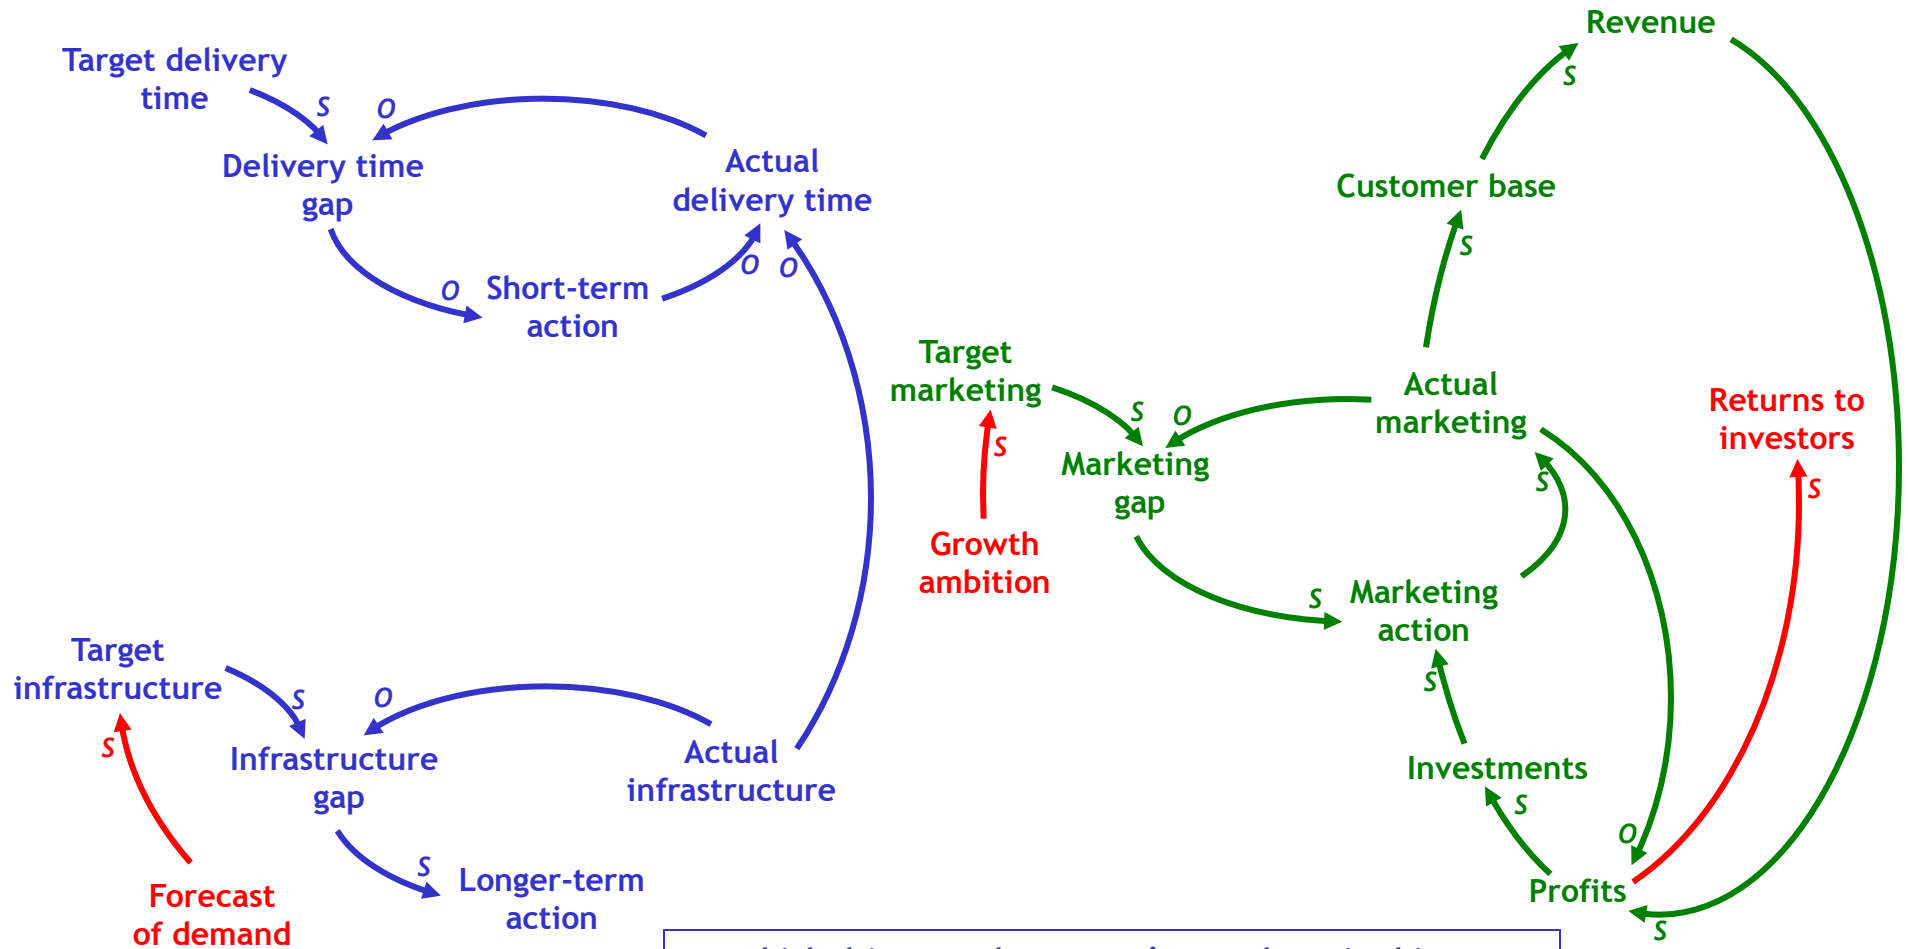 Revenue
S
Target delivery
time
S
O
Delivery time
gap
Actual
delivery time
O
O
O
Short-term
action
Customer base
S
Target
marketing
S
S
O
Actual
marketing
Marketing
gap
Growth
ambition
S
S
Marketing
action
S
Returns to
investors
S
Investments
S
O
Profits
S
Target
infrastructure
S
S
O
Infrastructure
gap
Actual
infrastructure
S
Longer-term
action
Forecast
of demand